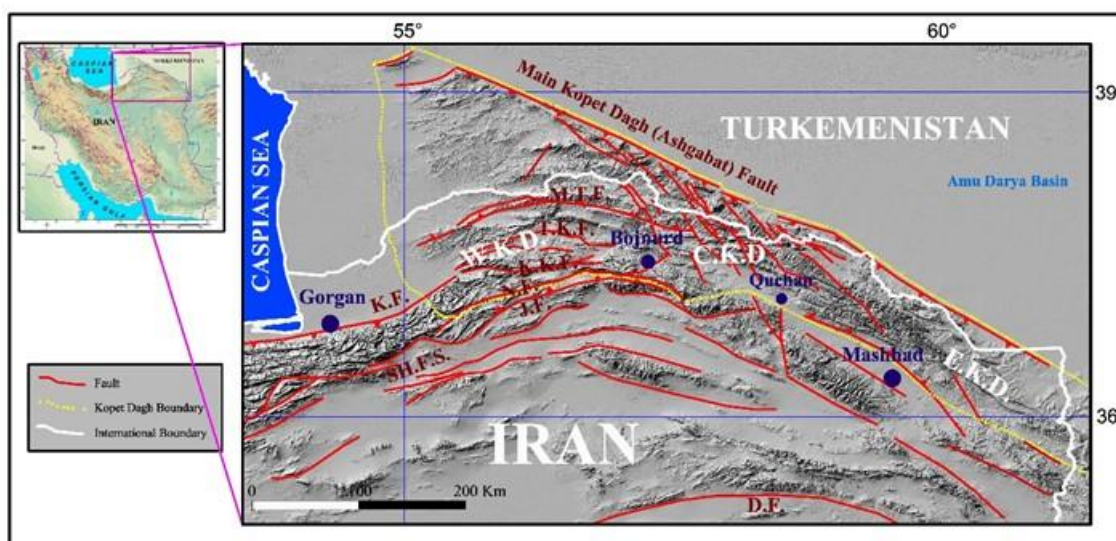 55°
60°
39
36
CASPIAN
SEA
TURKEMENISTAN
IRAN
PERSIAN GULF
Main Kopet Dagh (Ashgabat) Fault
TURKEMENISTAN
Amu Darya Basin
CASPIAN SEA
M.T.F.
W.K.D
Bojnurd
C.K.D
Quchan
Gorgan
K.F.
N.F.
J.F.
SH.F.S.
Mashhad
E.K.D
IRAN
D.F.
0 100 200 Km
Fault
Kopet Dagh Boundary
International Boundary